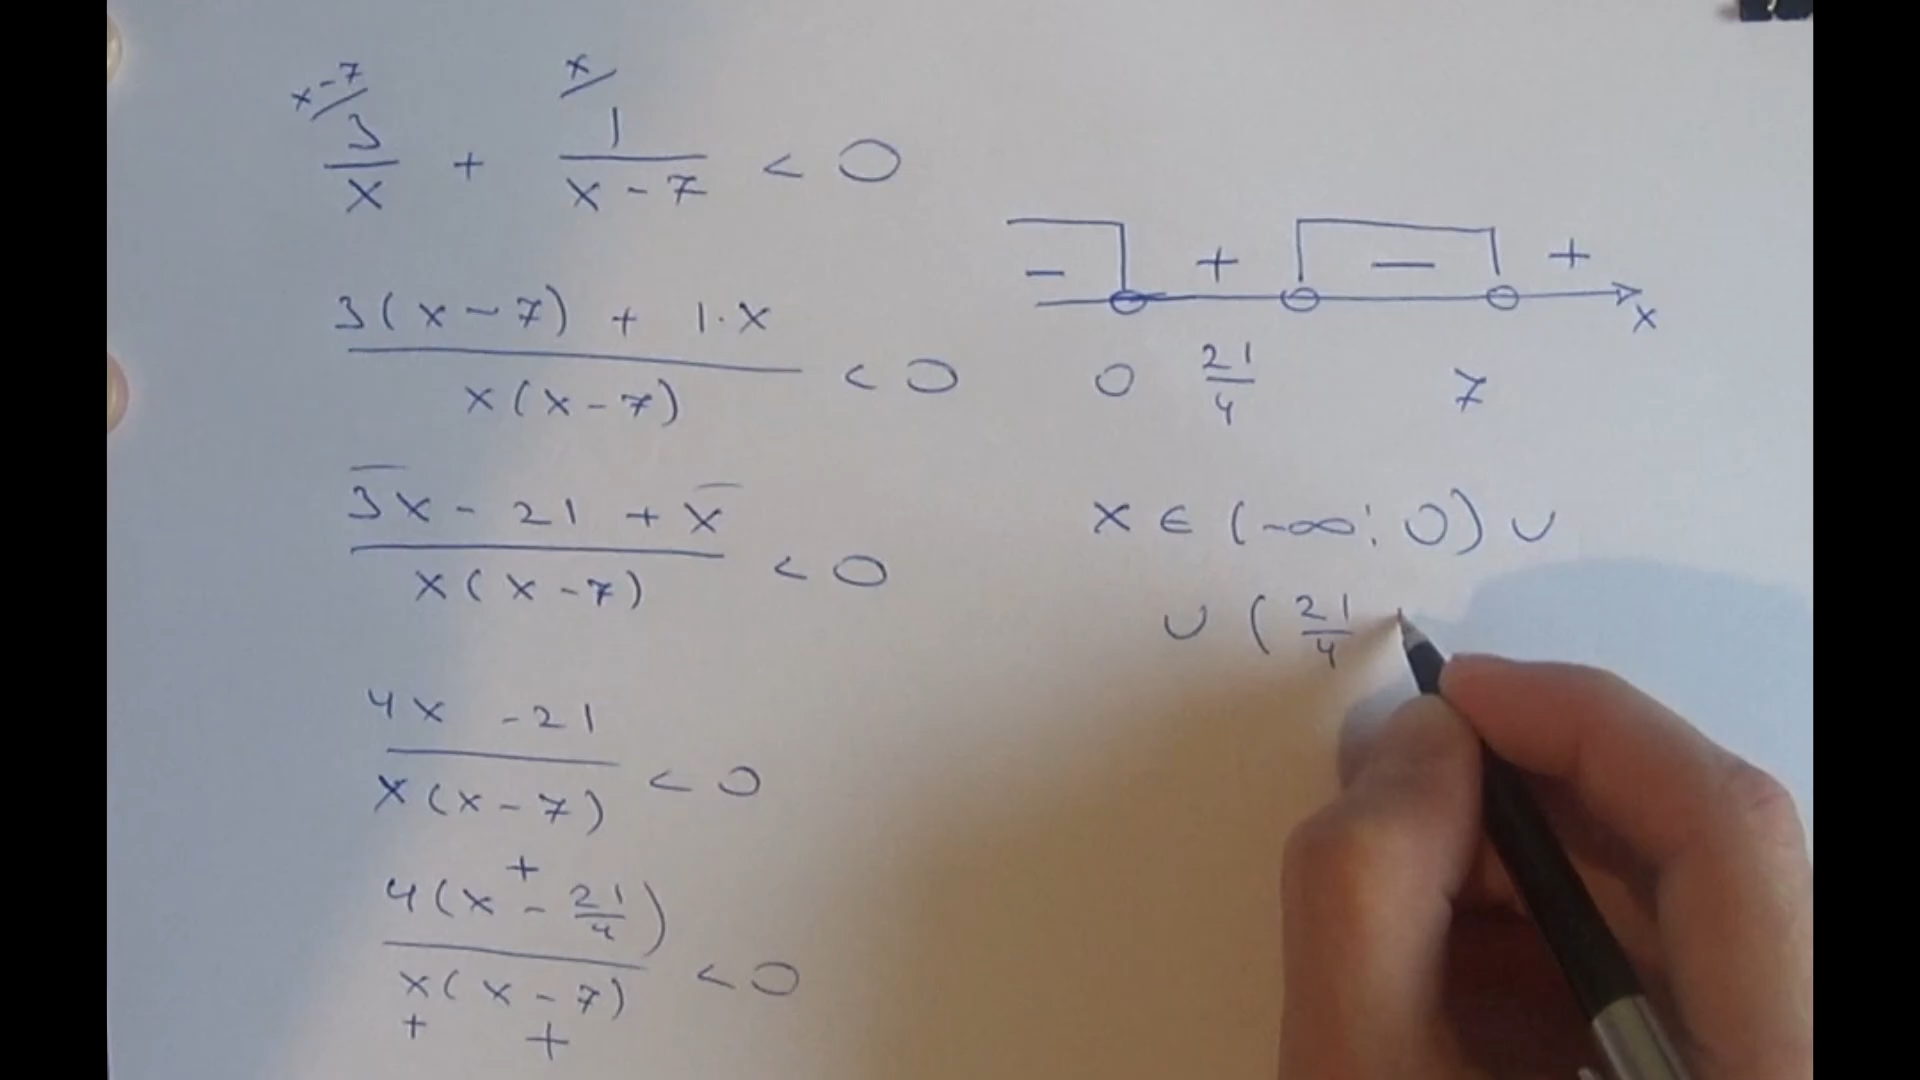 x-7/ x/
3/x + 1/(x-7) < 0
(3(x-7) + 1·x)/(x(x-7)) < 0
(3x - 21 + x)/(x(x-7)) < 0
(4x - 21)/(x(x-7)) < 0
+
4(x - 21/4)/(x(x-7)) < 0
+ +
- + - +
x
0 21/4 7
x ∈ (-∞; 0) ∪
∪ (21/4